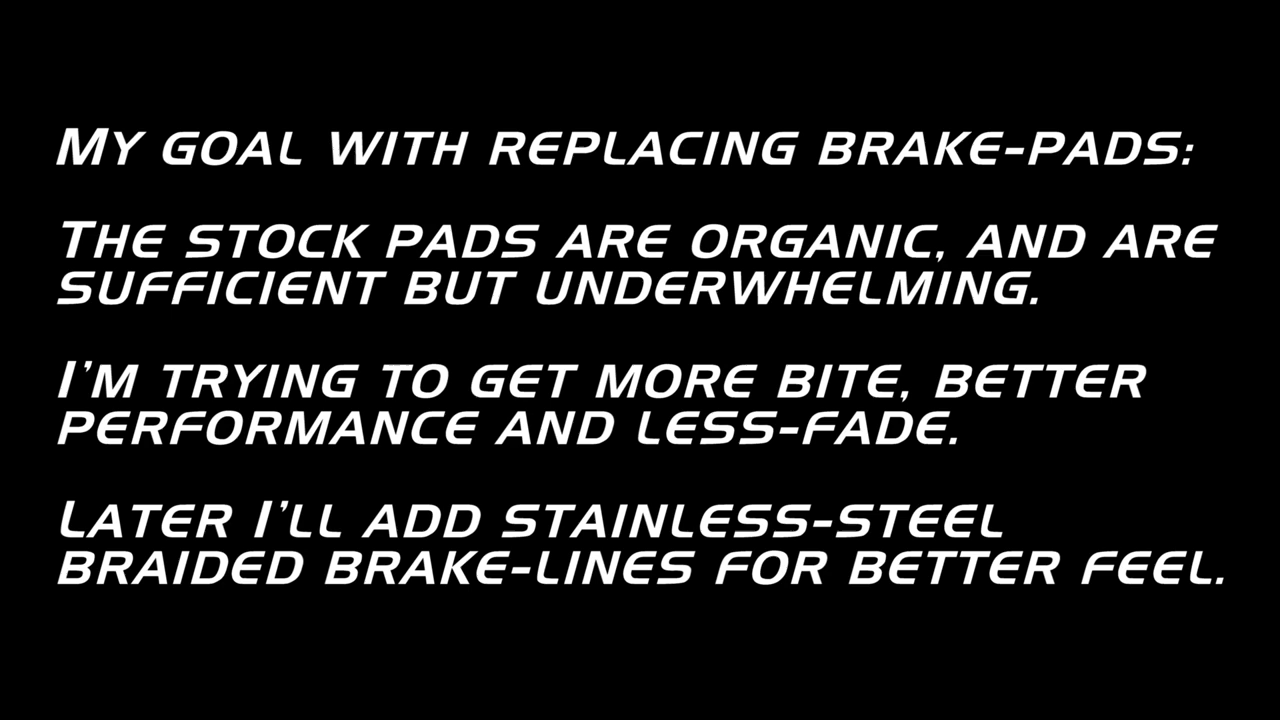 My goal with replacing brake-pads:
The stock pads are organic, and are
sufficient but underwhelming.
I'm trying to get more bite, better
performance and less-fade.
Later I'll add stainless-steel
braided brake-lines for better feel.